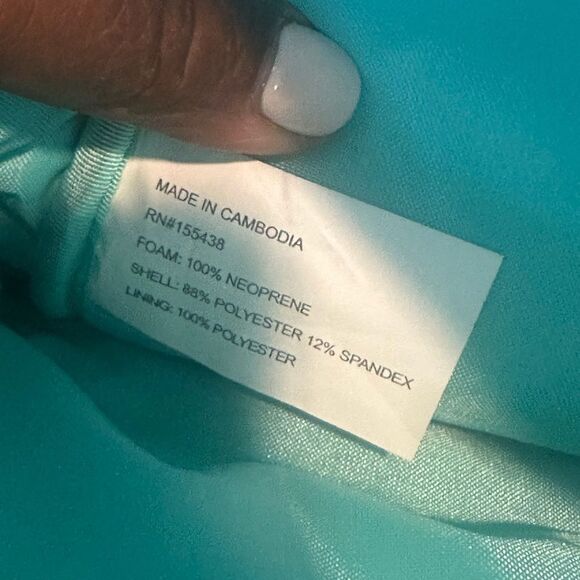 MADE IN CAMBODIA
RN#155438
FOAM: 100% NEOPRENE
SHELL: 88% POLYESTER 12% SPANDEX
LINING: 100% POLYESTER